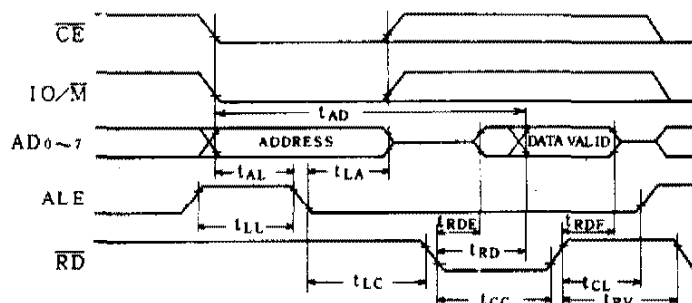 CE
IO/M
tAD
AD0~7 ADDRESS DATA VALID
tAL tLA
ALE
tLL tRDE tRDF
tRD
RD
tLC tCL
tCC tRV